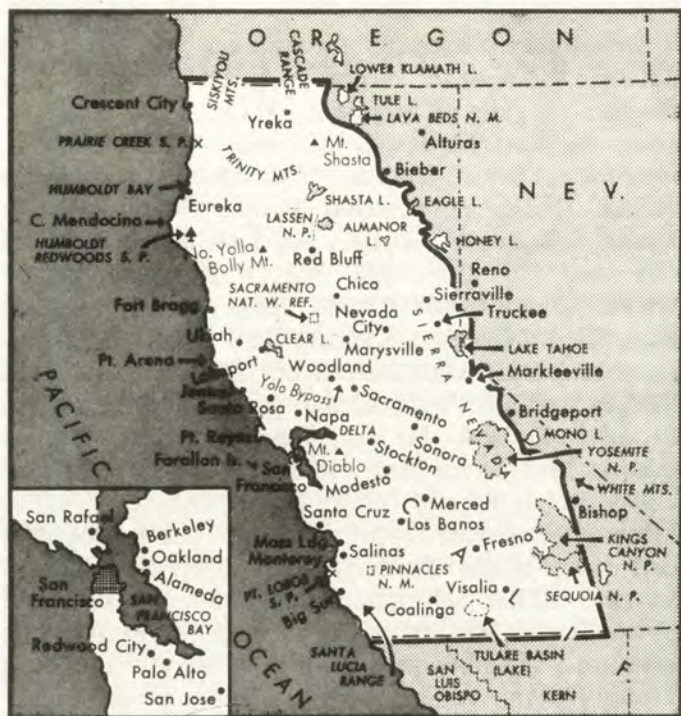 OREGON
CASCADE
RANGE
SISKIYOU
MTS.
LOWER KLAMATH L.
Crescent City
TULE L.
LAVA BEDS N. M.
Yreka
Alturas
PRAIRIE CREEK S. P.
Mt.
Shasta
TRINITY MTS.
Bieber
NEV.
HUMBOLDT BAY
SHASTA L.
EAGLE L.
Eureka
C. Mendocino
LASSEN
N. P.
ALMANOR
L.
HUMBOLDT
REDWOODS S. P.
HONEY L.
No. Yolla
Bolly Mt.
Red Bluff
Reno
SACRAMENTO
NAT. W. REF.
Chico
Sierraville
Fort Bragg
Nevada
City
Truckee
Ukiah
CLEAR L.
Marysville
LAKE TAHOE
Pt. Arena
Lakeport
Woodland
Markleeville
SIERRA NEVADA
Jenner
Yolo Bypass
Sacramento
Santa Rosa
Napa
Bridgeport
PACIFIC
OCEAN
Pt. Reyes
DELTA
Sonora
MONO L.
Farallon Is.
Mt.
Diablo
Stockton
YOSEMITE
N. P.
San
Francisco
Modesto
WHITE MTS.
Santa Cruz
Merced
Bishop
Los Banos
Moss Ldg.
Monterey
Salinas
Fresno
KINGS
CANYON
N. P.
PT. LOBOS
S. P.
PINNACLES
N. M.
Visalia
SEQUOIA N. P.
Big Sur
Coalinga
CALIF.
SANTA
LUCIA
RANGE
TULARE BASIN
(LAKE)
SAN
LUIS
OBISPO
KERN
San Rafael
Berkeley
Oakland
Alameda
San
Francisco
SAN
FRANCISCO
BAY
Redwood City
Palo Alto
San Jose